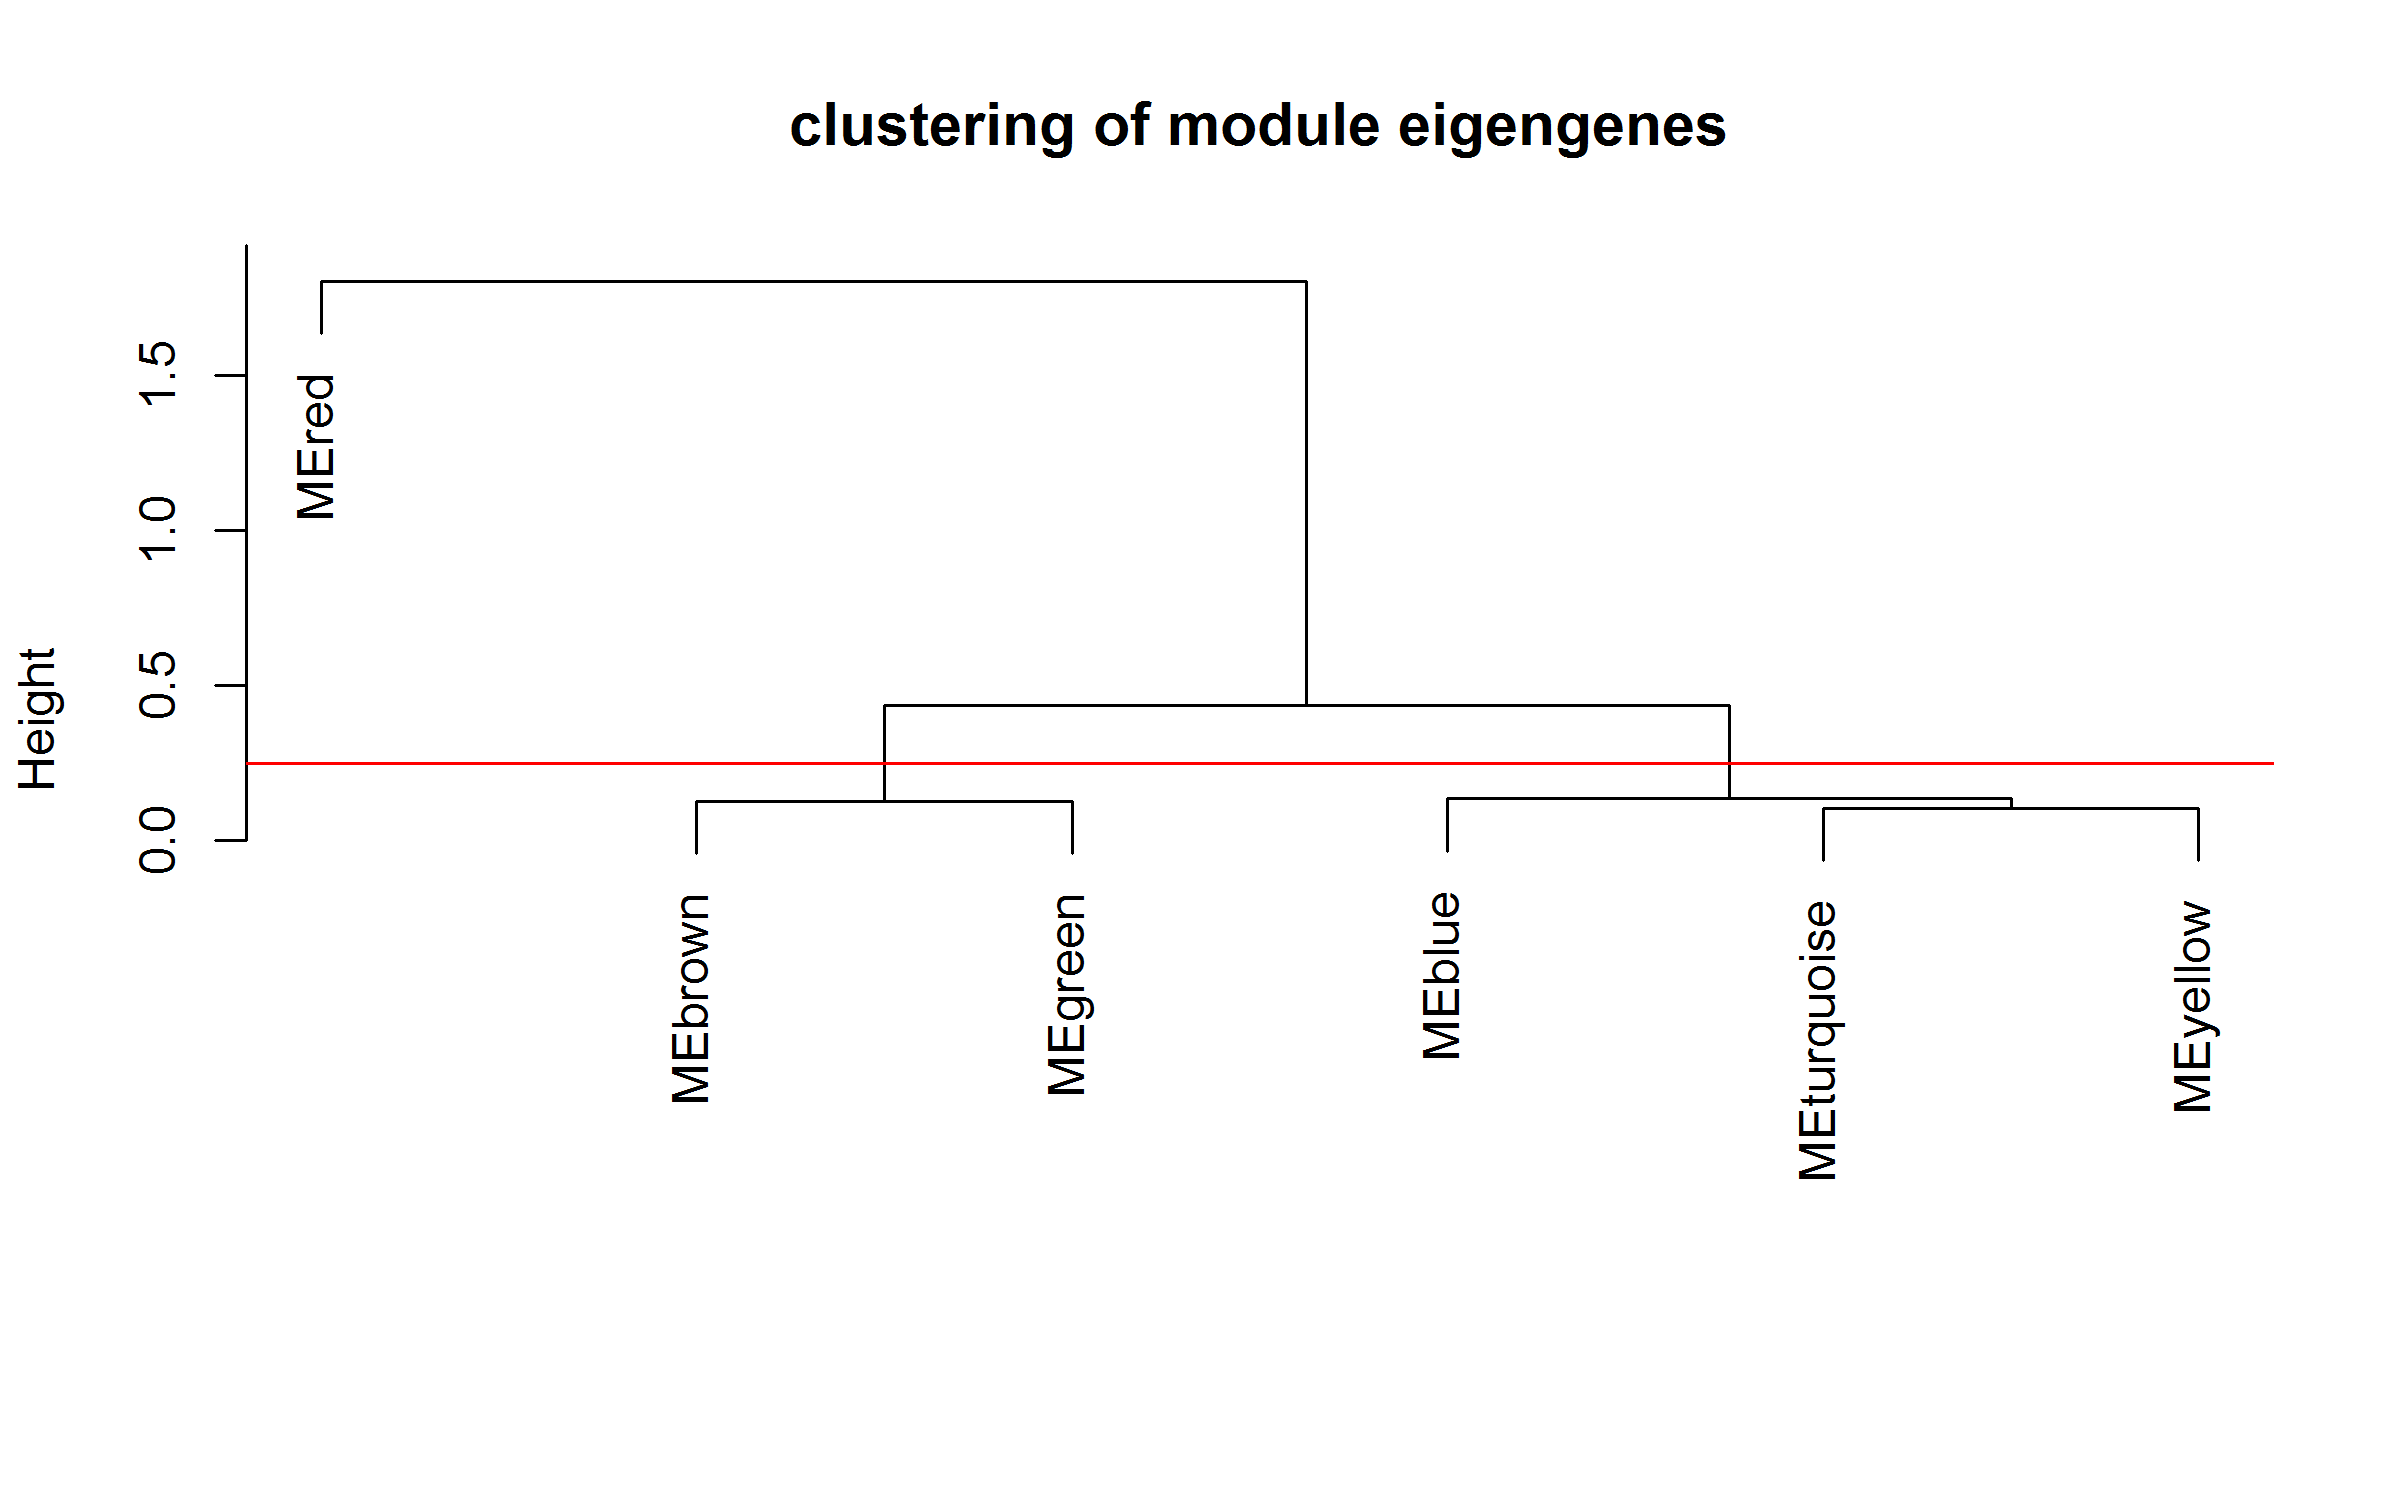 clustering of module eigengenes
Height
1.5
1.0
0.5
0.0
MEred
MEbrown
MEgreen
MEblue
MEturquoise
MEyellow